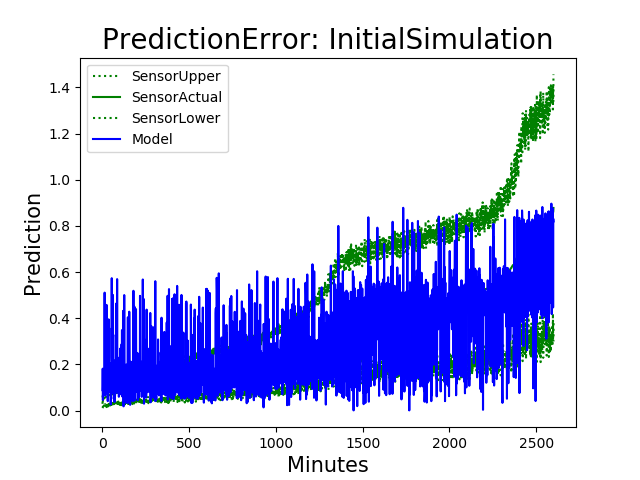 PredictionError: InitialSimulation
SensorUpper
SensorActual
SensorLower
Model
1.4
1.2
1.0
0.8
0.6
0.4
0.2
0.0
Prediction
0 500 1000 1500 2000 2500
Minutes